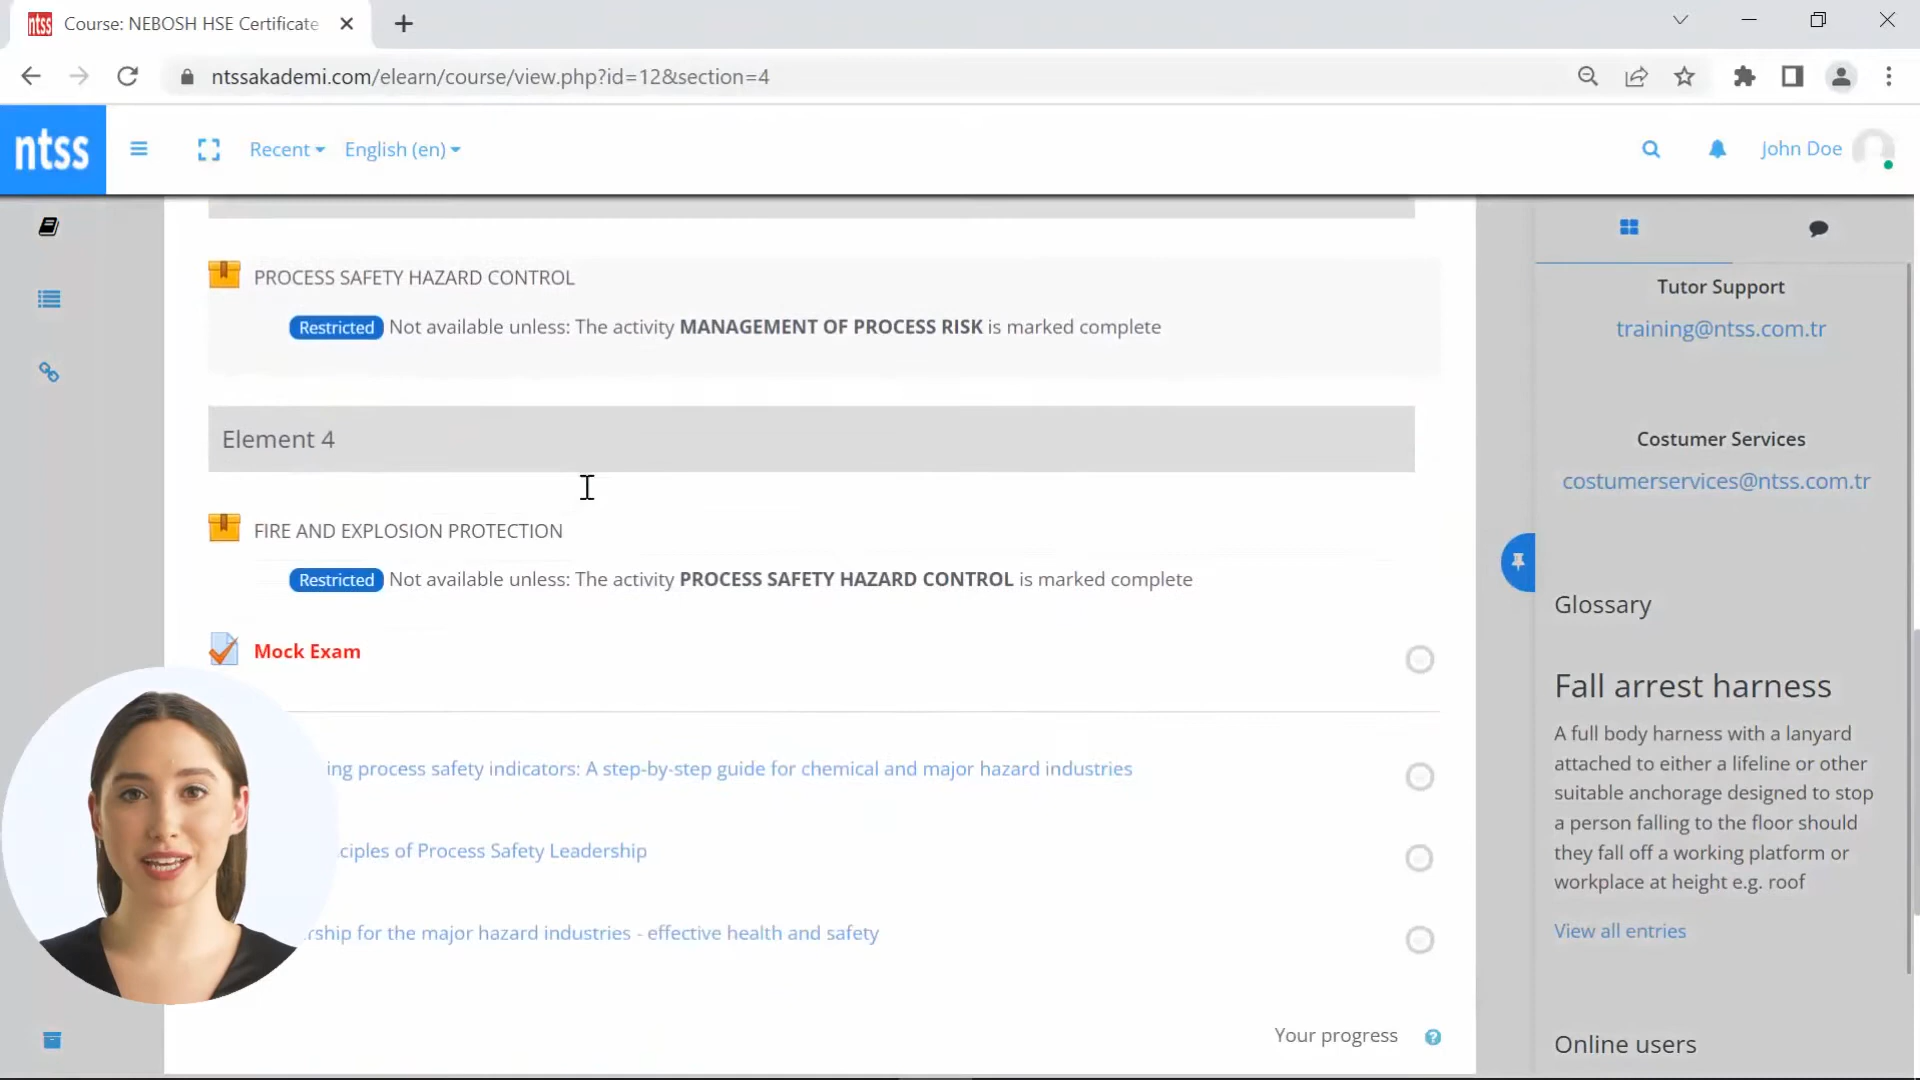 ntss
Course: NEBOSH HSE Certificate
ntssakademi.com/elearn/course/view.php?id=12&section=4
ntss
Recent
English (en)
John Doe
PROCESS SAFETY HAZARD CONTROL
Restricted Not available unless: The activity MANAGEMENT OF PROCESS RISK is marked complete
Element 4
FIRE AND EXPLOSION PROTECTION
Restricted Not available unless: The activity PROCESS SAFETY HAZARD CONTROL is marked complete
Mock Exam
ing process safety indicators: A step-by-step guide for chemical and major hazard industries
ciples of Process Safety Leadership
rship for the major hazard industries - effective health and safety
Your progress
Tutor Support
training@ntss.com.tr
Costumer Services
costumerservices@ntss.com.tr
Glossary
Fall arrest harness
A full body harness with a lanyard
attached to either a lifeline or other
suitable anchorage designed to stop
a person falling to the floor should
they fall off a working platform or
workplace at height e.g. roof
View all entries
Online users